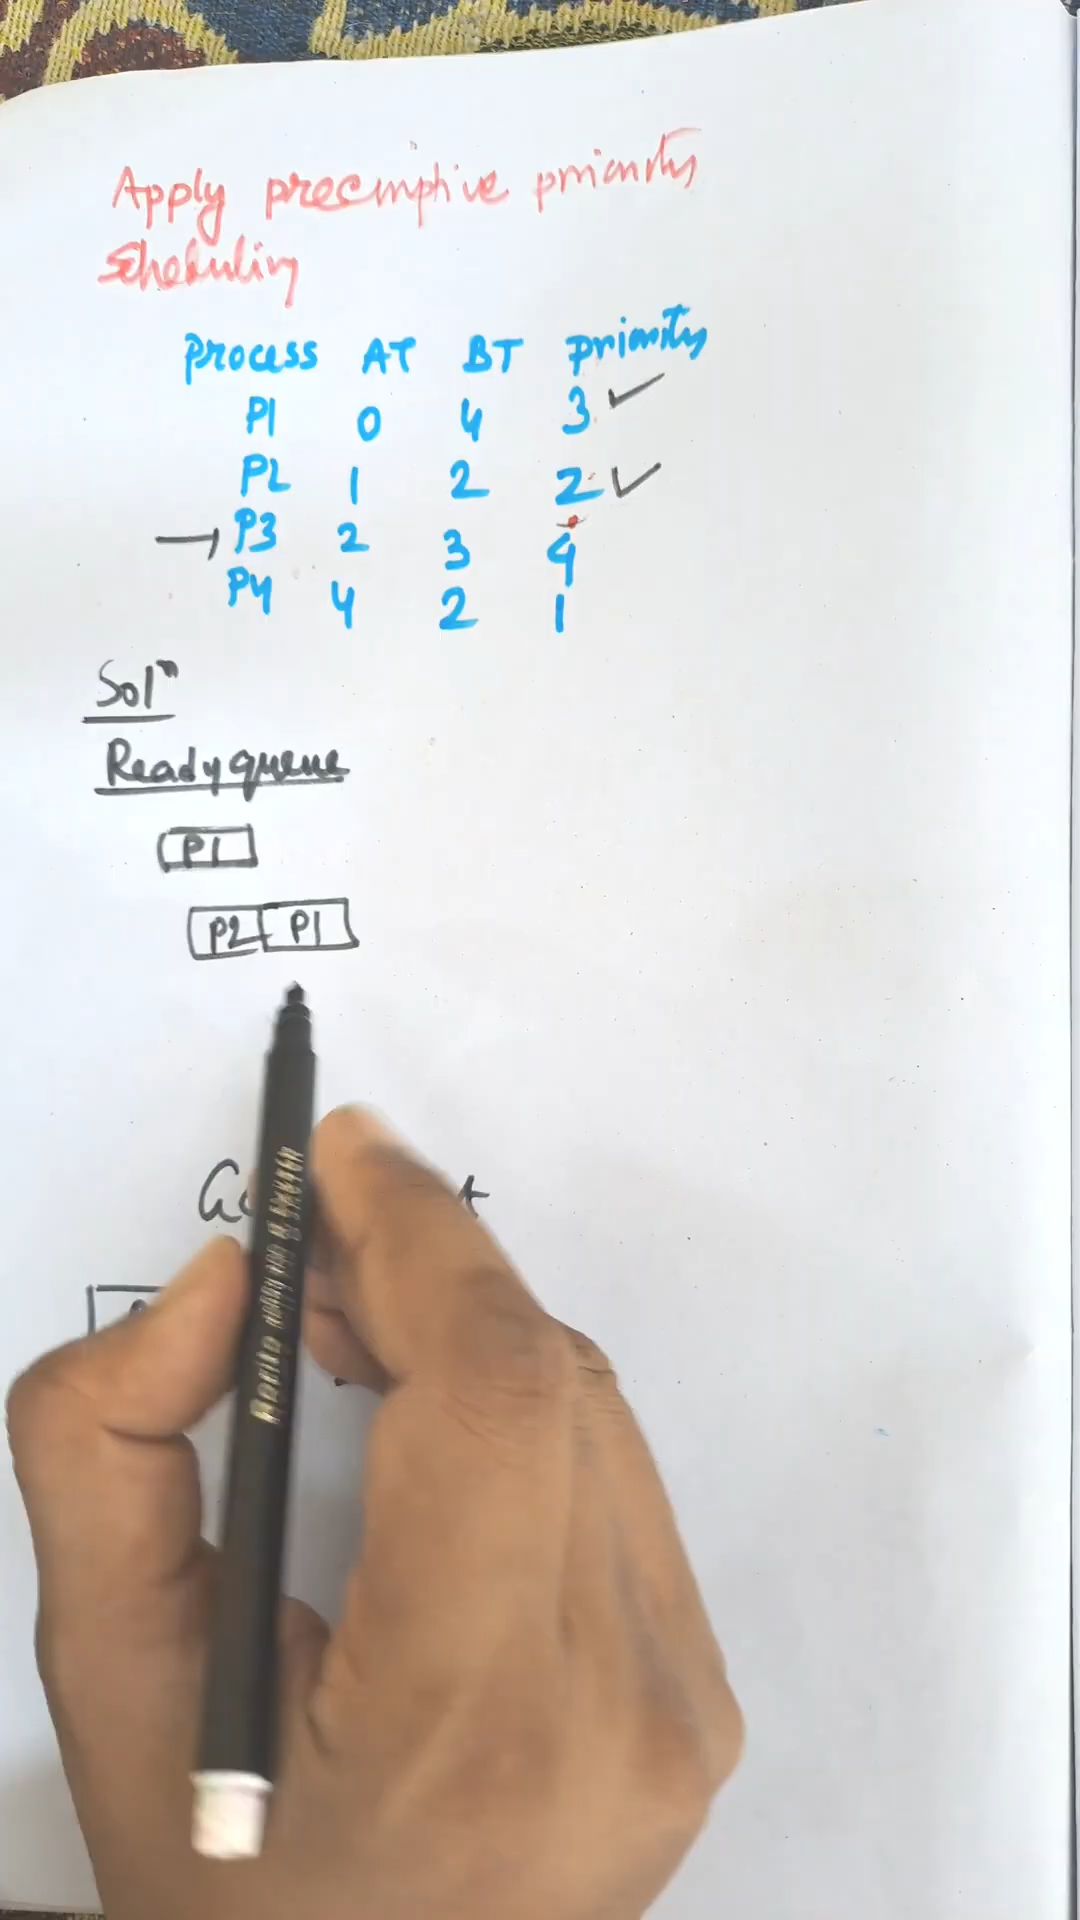 Apply preemptive priority
scheduling
process AT BT priority
P1 0 4 3
P2 1 2 2
P3 2 3 4
P4 4 2 1
Solⁿ
Ready queue
P1
P2 P1